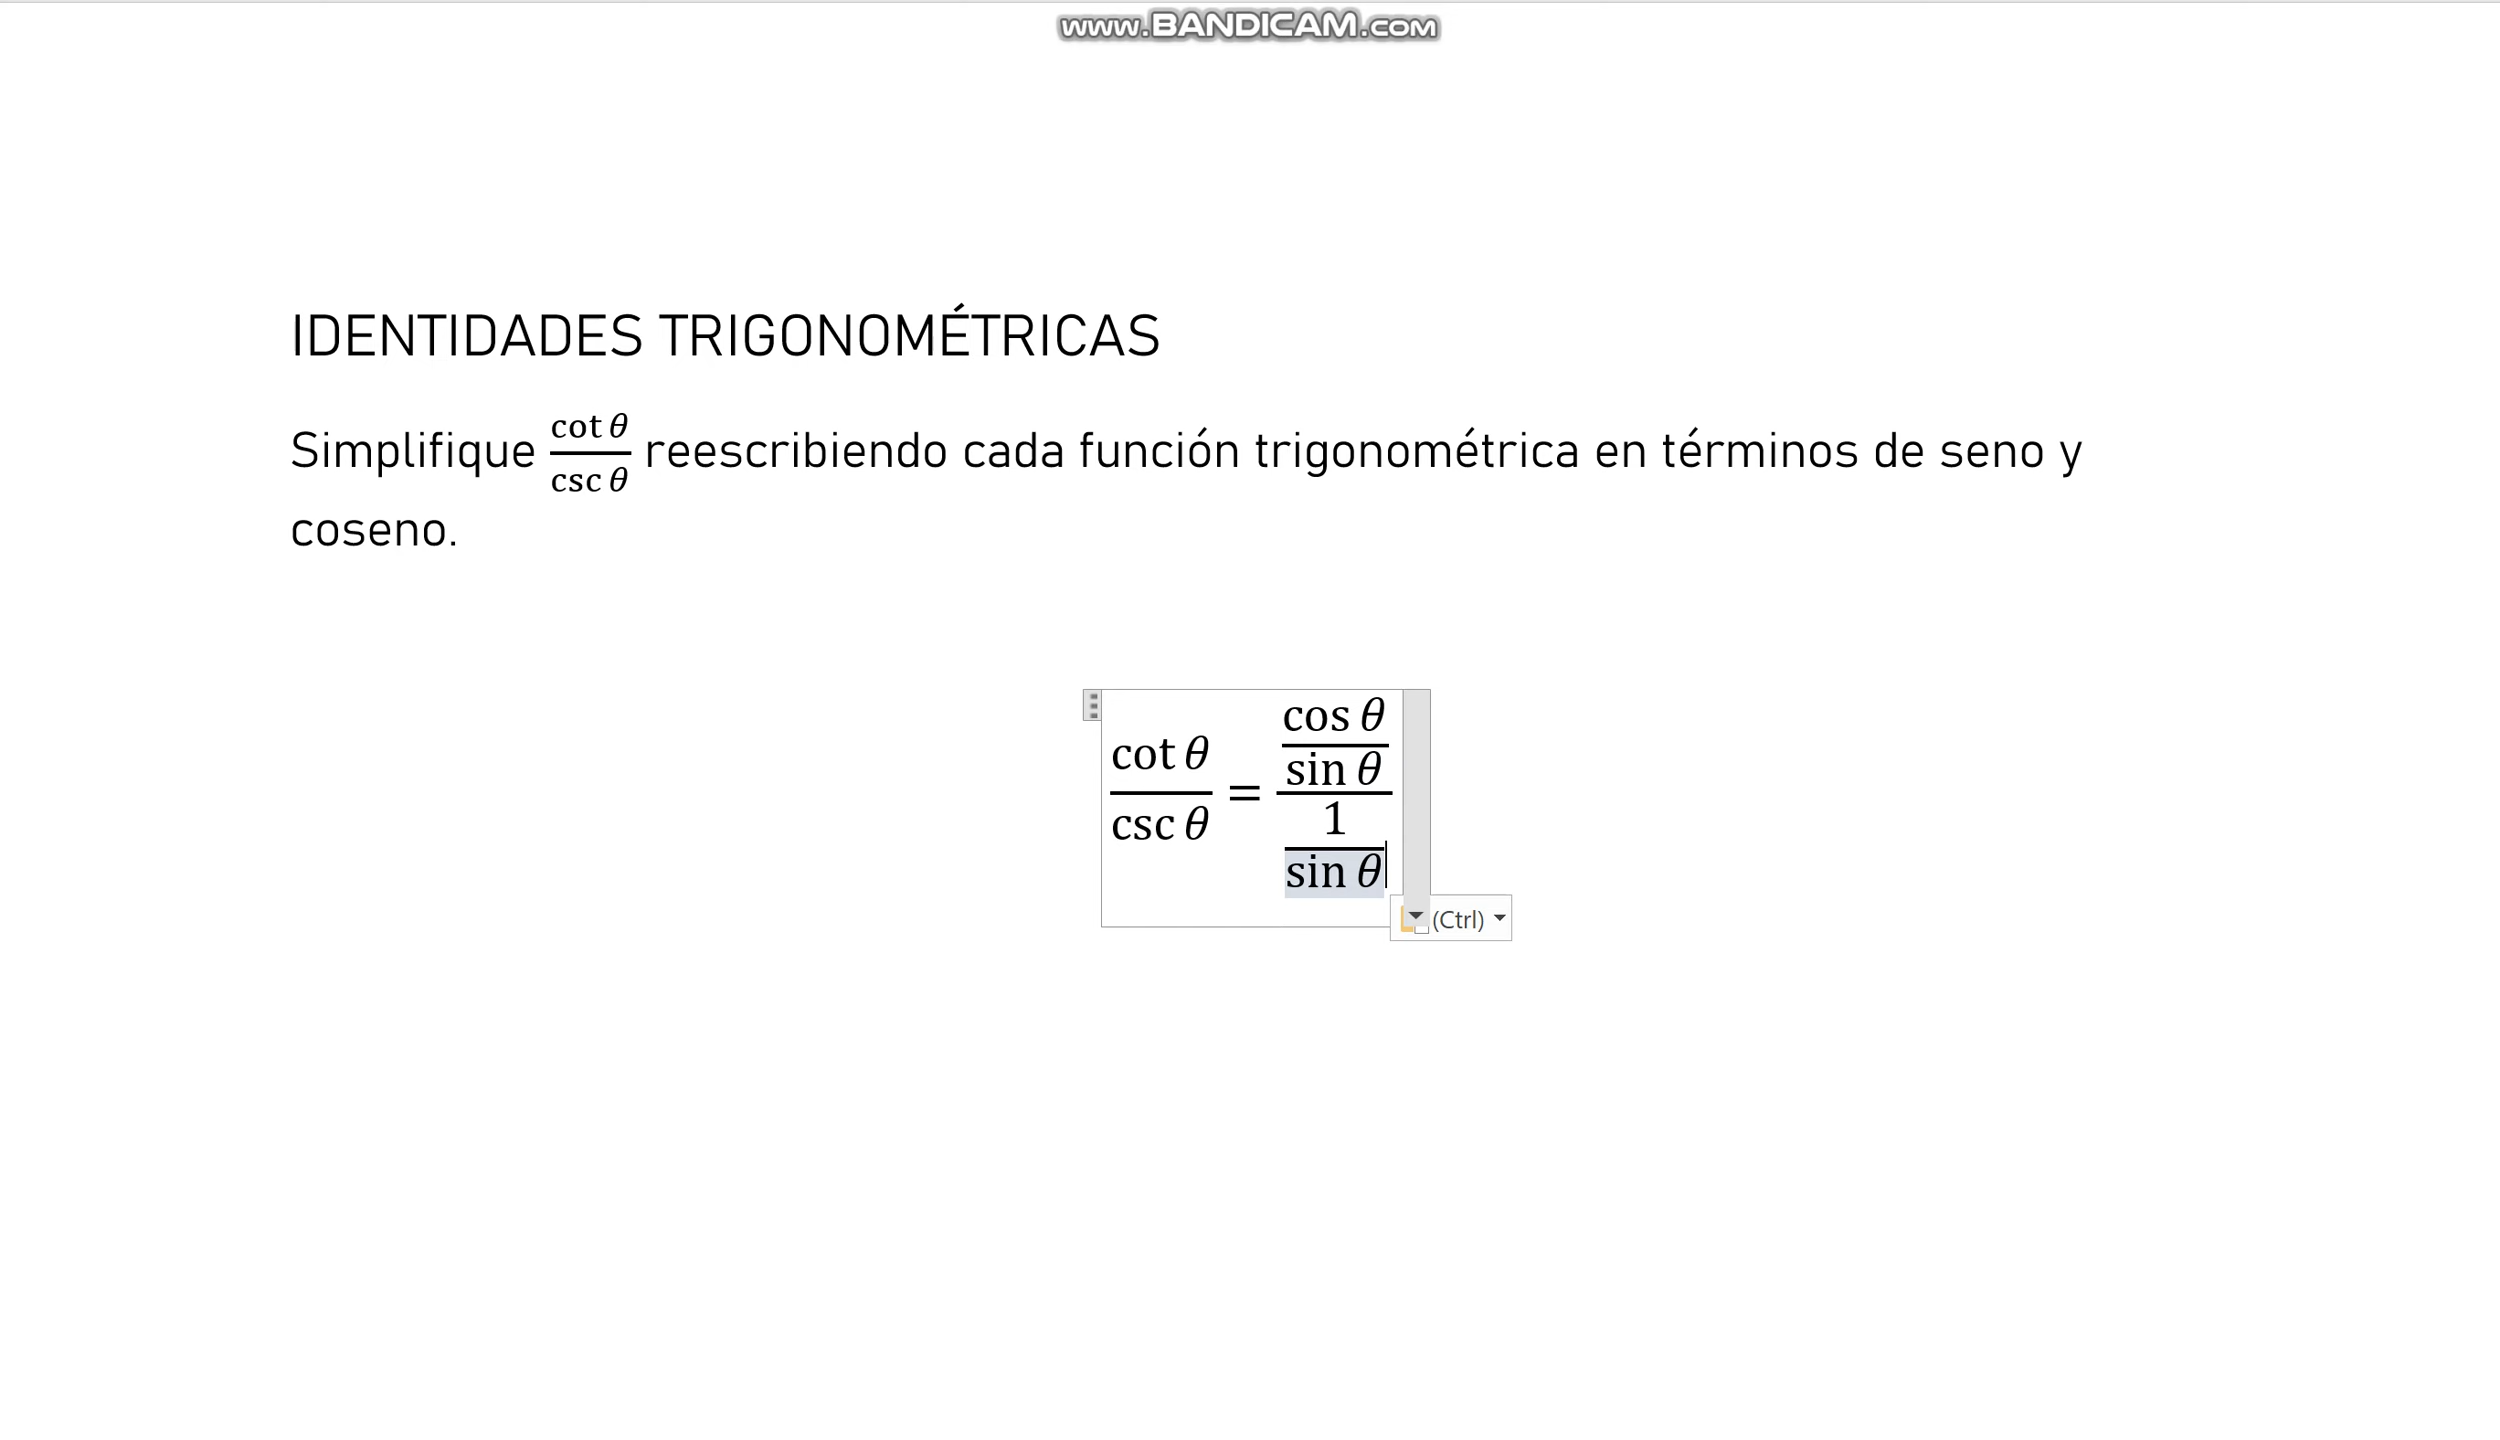 www.BANDICAM.com
IDENTIDADES TRIGONOMÉTRICAS
Simplifique cot θ / csc θ reescribiendo cada función trigonométrica en términos de seno y
coseno.
cot θ / csc θ = (cos θ / sin θ) / (1 / sin θ)
(Ctrl)